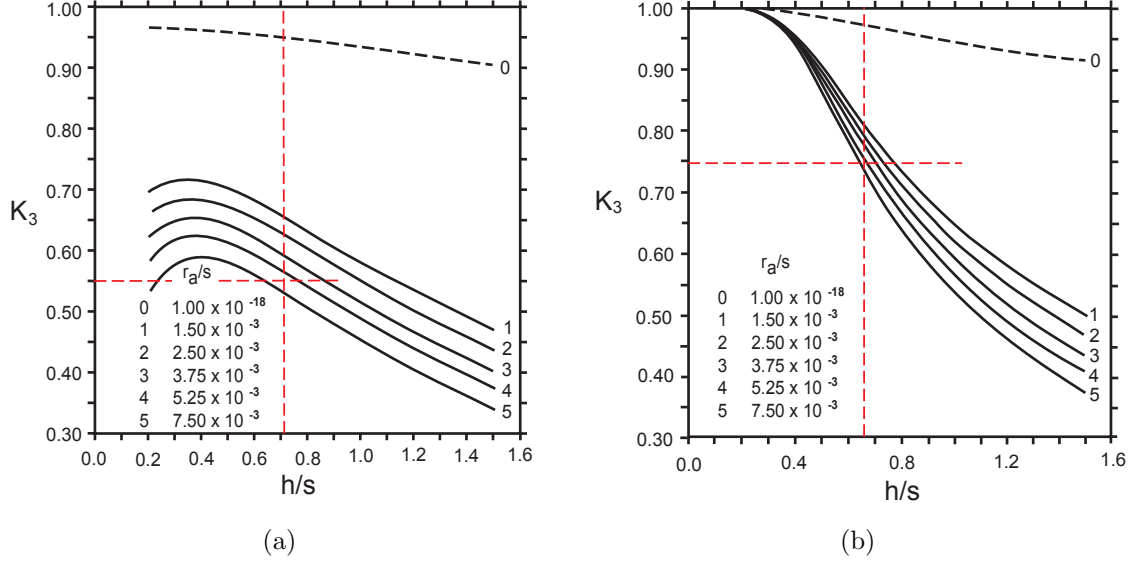 1.00
0.90
0.80
0.70
0.60
0.50
0.40
0.30
K3
0
1
2
3
4
5
ra/s
0 1.00 x 10 -18
1 1.50 x 10 -3
2 2.50 x 10 -3
3 3.75 x 10 -3
4 5.25 x 10 -3
5 7.50 x 10 -3
0.0 0.2 0.4 0.6 0.8 1.0 1.2 1.4 1.6
h/s
(a)
1.00
0.90
0.80
0.70
0.60
0.50
0.40
0.30
K3
0
1
2
3
4
5
ra/s
0 1.00 x 10 -18
1 1.50 x 10 -3
2 2.50 x 10 -3
3 3.75 x 10 -3
4 5.25 x 10 -3
5 7.50 x 10 -3
0.0 0.4 0.8 1.2 1.6
h/s
(b)